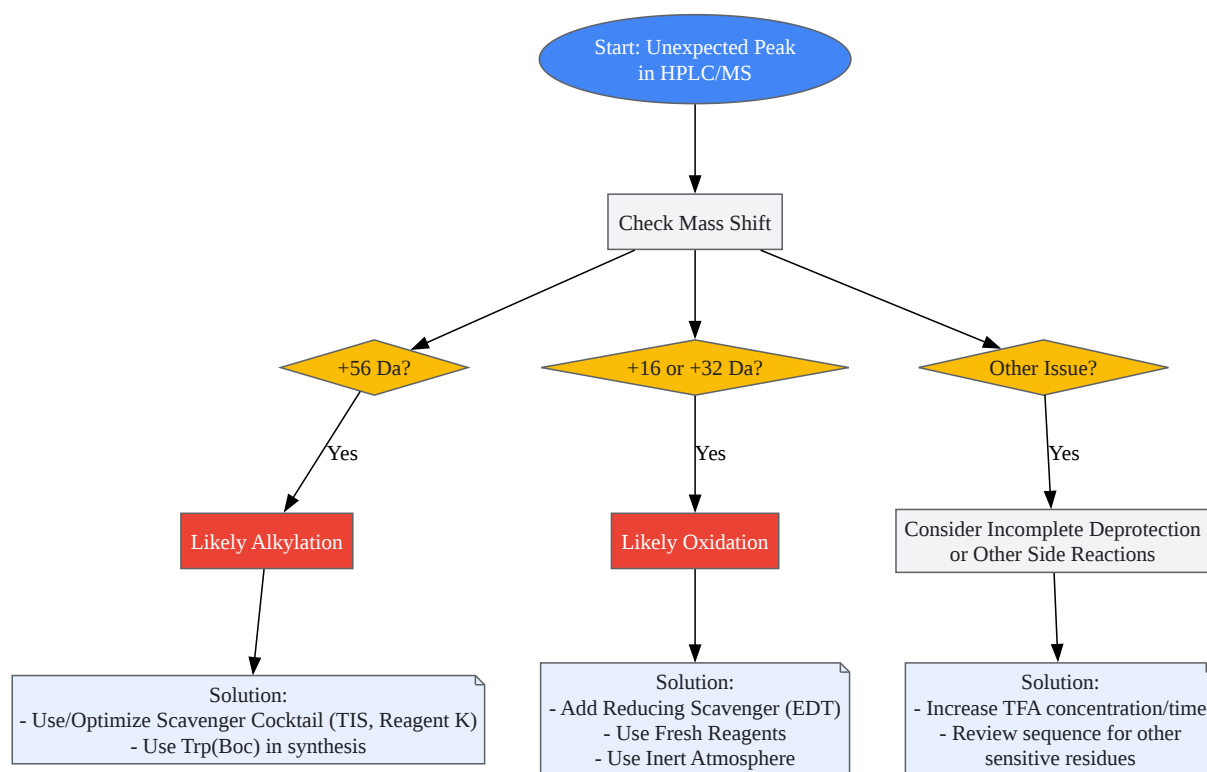 Start: Unexpected Peak
in HPLC/MS
Check Mass Shift
+56 Da?
+16 or +32 Da?
Other Issue?
Yes
Yes
Yes
Likely Alkylation
Likely Oxidation
Consider Incomplete Deprotection
or Other Side Reactions
Solution:
- Use/Optimize Scavenger Cocktail (TIS, Reagent K)
- Use Trp(Boc) in synthesis
Solution:
- Add Reducing Scavenger (EDT)
- Use Fresh Reagents
- Use Inert Atmosphere
Solution:
- Increase TFA concentration/time
- Review sequence for other
sensitive residues